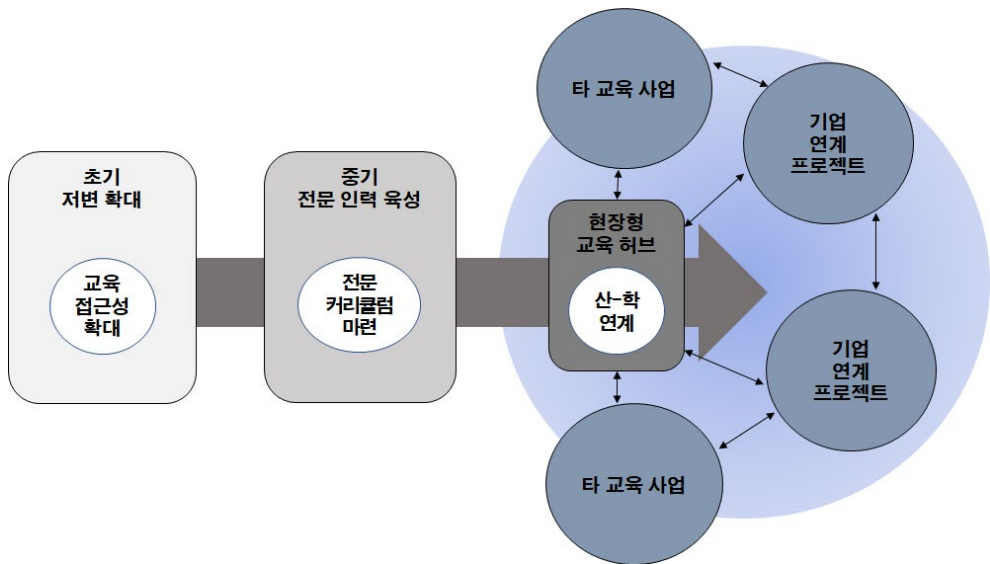 초기
저변 확대
교육
접근성
확대
중기
전문 인력 육성
전문
커리큘럼
마련
현장형
교육 허브
산-학
연계
타 교육 사업
기업
연계
프로젝트
기업
연계
프로젝트
타 교육 사업